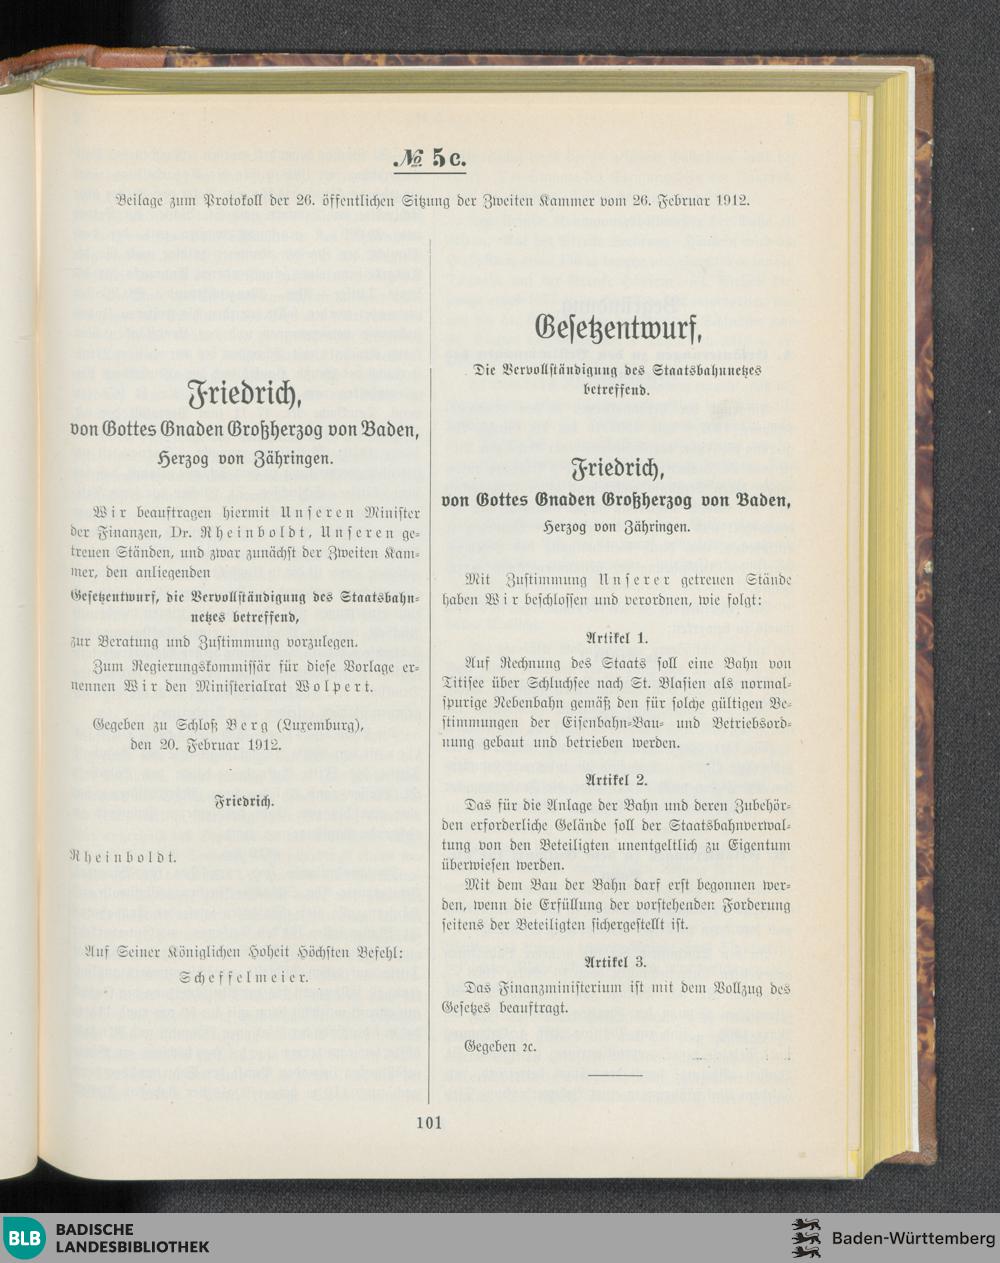 № 5c.
Beilage zum Protokoll der 26. öffentlichen Sitzung der Zweiten Kammer vom 26. Februar 1912.
Friedrich,
von Gottes Gnaden Großherzog von Baden,
Herzog von Zähringen.
Wir beauftragen hiermit Unseren Minister
der Finanzen, Dr. Rheinboldt, Unseren ge-
treuen Ständen, und zwar zunächst der Zweiten Kam-
mer, den anliegenden
Gesetzentwurf, die Vervollständigung des Staatsbahn-
netzes betreffend,
zur Beratung und Zustimmung vorzulegen.
Zum Regierungskommissär für diese Vorlage er-
nennen Wir den Ministerialrat Wolpert.
Gegeben zu Schloß Berg (Luxemburg),
den 20. Februar 1912.
Friedrich.
Rheinboldt.
Auf Seiner Königlichen Hoheit Höchsten Befehl:
Scheffelmeier.
Gesetzentwurf,
Die Vervollständigung des Staatsbahnnetzes
betreffend.
Friedrich,
von Gottes Gnaden Großherzog von Baden,
Herzog von Zähringen.
Mit Zustimmung Unserer getreuen Stände
haben Wir beschlossen und verordnen, wie folgt:
Artikel 1.
Auf Rechnung des Staats soll eine Bahn von
Titisee über Schluchsee nach St. Blasien als normal-
spurige Nebenbahn gemäß den für solche gültigen Be-
stimmungen der Eisenbahn-Bau- und Betriebsord-
nung gebaut und betrieben werden.
Artikel 2.
Das für die Anlage der Bahn und deren Zubehör-
den erforderliche Gelände soll der Staatsbahnverwal-
tung von den Beteiligten unentgeltlich zu Eigentum
überwiesen werden.
Mit dem Bau der Bahn darf erst begonnen wer-
den, wenn die Erfüllung der vorstehenden Forderung
seitens der Beteiligten sichergestellt ist.
Artikel 3.
Das Finanzministerium ist mit dem Vollzug des
Gesetzes beauftragt.
Gegeben ꝛc.
101
BLB BADISCHE
LANDESBIBLIOTHEK
Baden-Württemberg